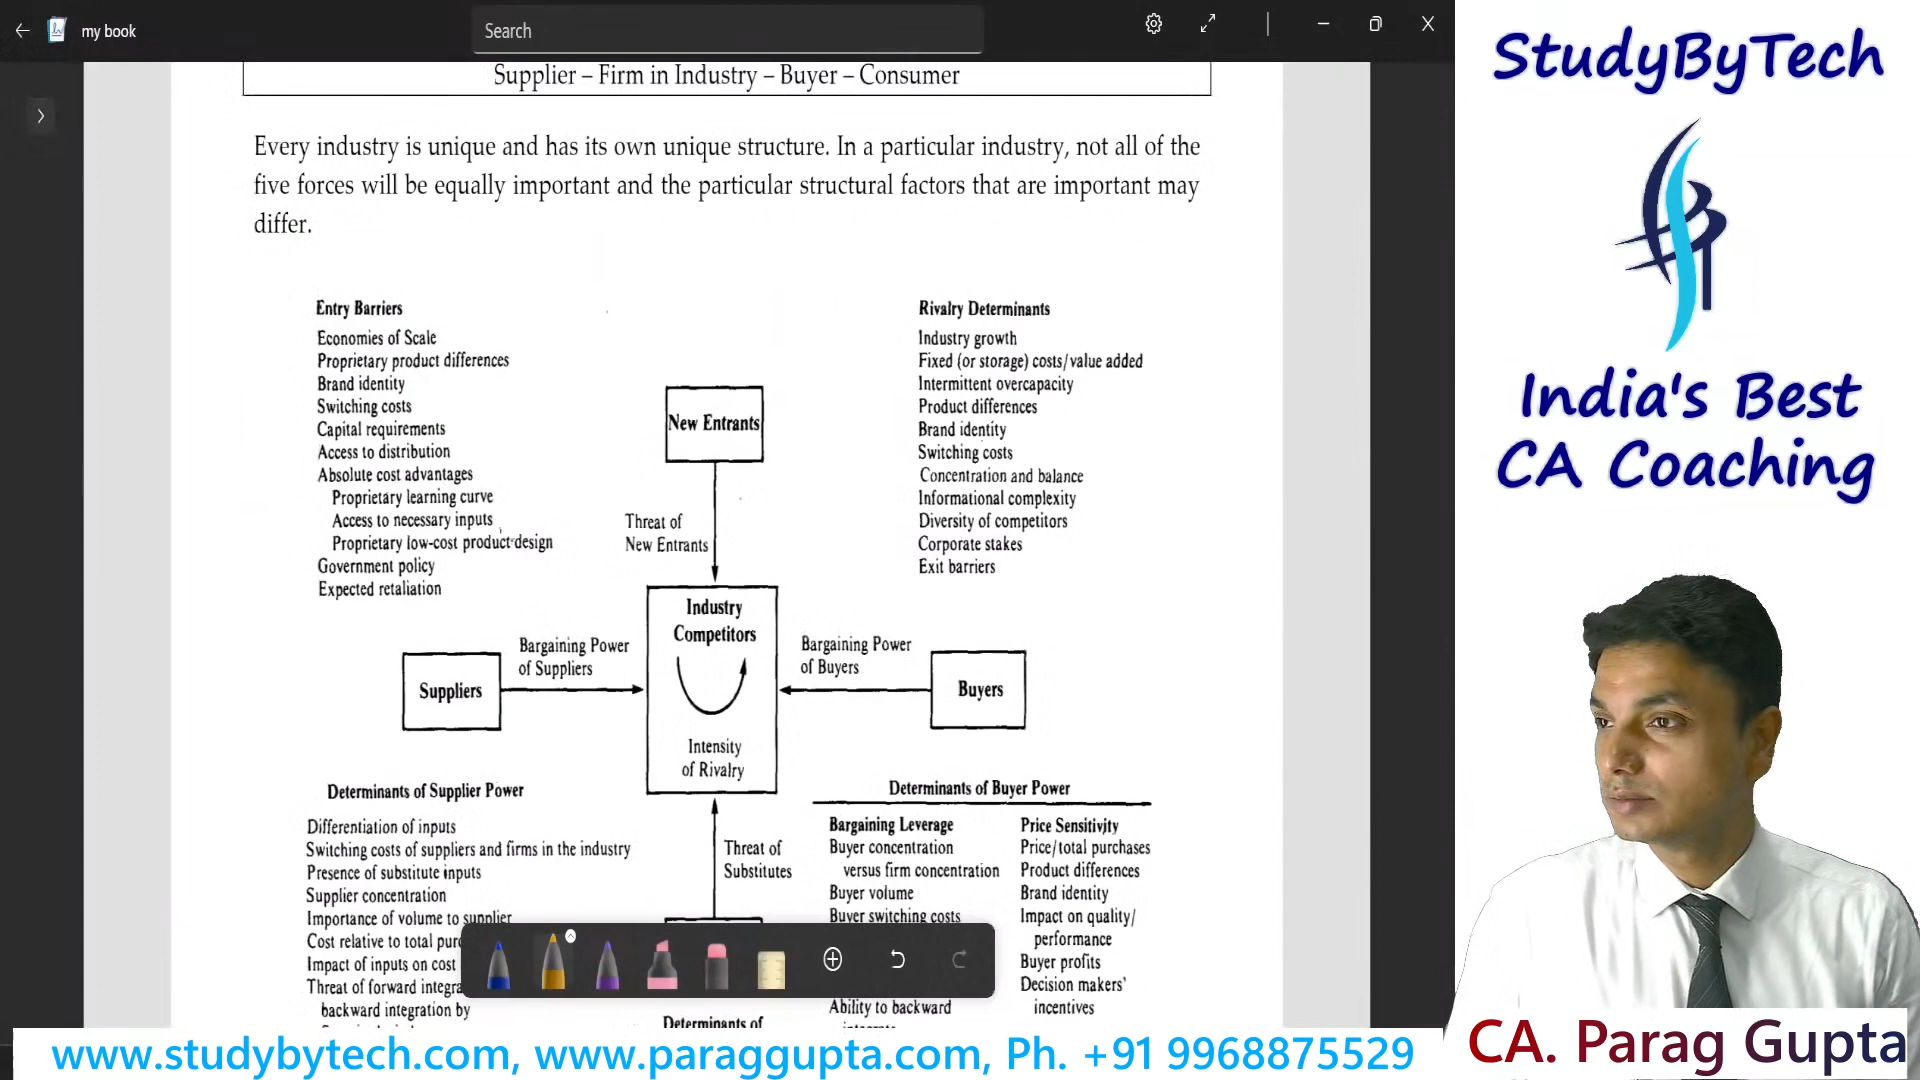 my book
Search
Supplier – Firm in Industry – Buyer – Consumer
Every industry is unique and has its own unique structure. In a particular industry, not all of the
five forces will be equally important and the particular structural factors that are important may
differ.
Entry Barriers
Economies of Scale
Proprietary product differences
Brand identity
Switching costs
Capital requirements
Access to distribution
Absolute cost advantages
Proprietary learning curve
Access to necessary inputs
Proprietary low-cost product design
Government policy
Expected retaliation
New Entrants
Threat of
New Entrants
Rivalry Determinants
Industry growth
Fixed (or storage) costs/value added
Intermittent overcapacity
Product differences
Brand identity
Switching costs
Concentration and balance
Informational complexity
Diversity of competitors
Corporate stakes
Exit barriers
Suppliers
Bargaining Power
of Suppliers
Industry
Competitors
Intensity
of Rivalry
Bargaining Power
of Buyers
Buyers
Determinants of Supplier Power
Differentiation of inputs
Switching costs of suppliers and firms in the industry
Presence of substitute inputs
Supplier concentration
Importance of volume to supplier
Cost relative to total
Impact of inputs on cost
Threat of forward
backward integration by
Threat of
Substitutes
Determinants of
Determinants of Buyer Power
Bargaining Leverage
Buyer concentration
versus firm concentration
Buyer volume
Buyer switching costs
Ability to backward
Price Sensitivity
Price/total purchases
Product differences
Brand identity
Impact on quality/
performance
Buyer profits
Decision makers'
incentives
StudyByTech
India's Best
CA Coaching
www.studybytech.com, www.paraggupta.com, Ph. +91 9968875529
CA. Parag Gupta